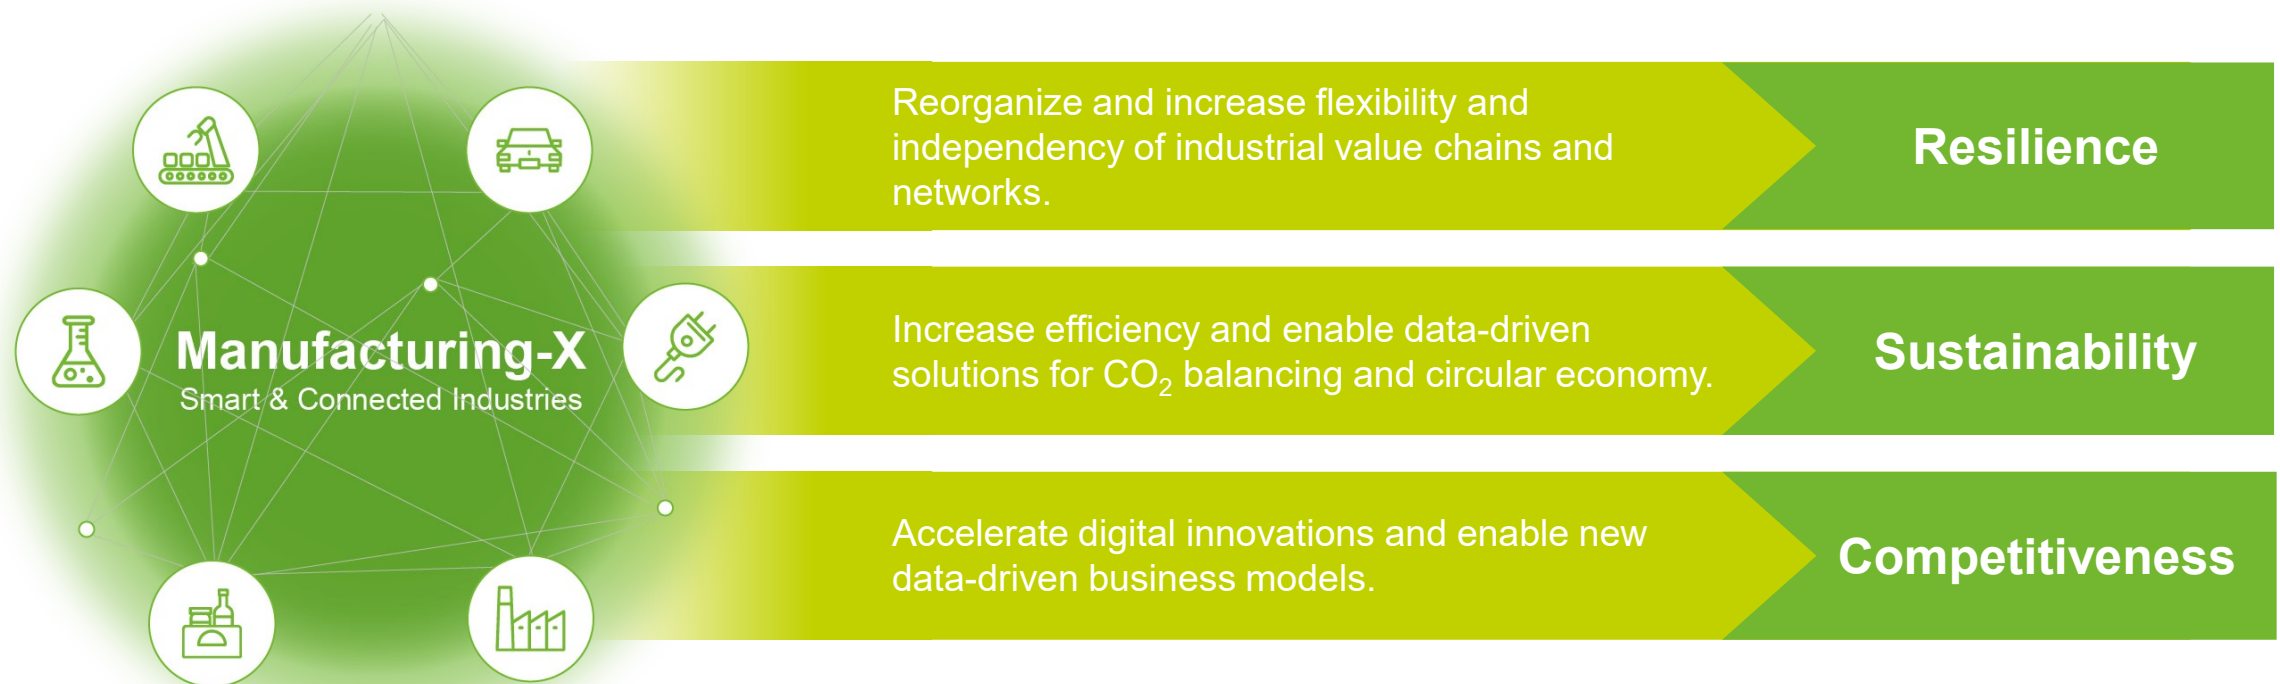 Manufacturing-X
Smart & Connected Industries
Reorganize and increase flexibility and
independency of industrial value chains and
networks.
Resilience
Increase efficiency and enable data-driven
solutions for CO₂ balancing and circular economy.
Sustainability
Accelerate digital innovations and enable new
data-driven business models.
Competitiveness